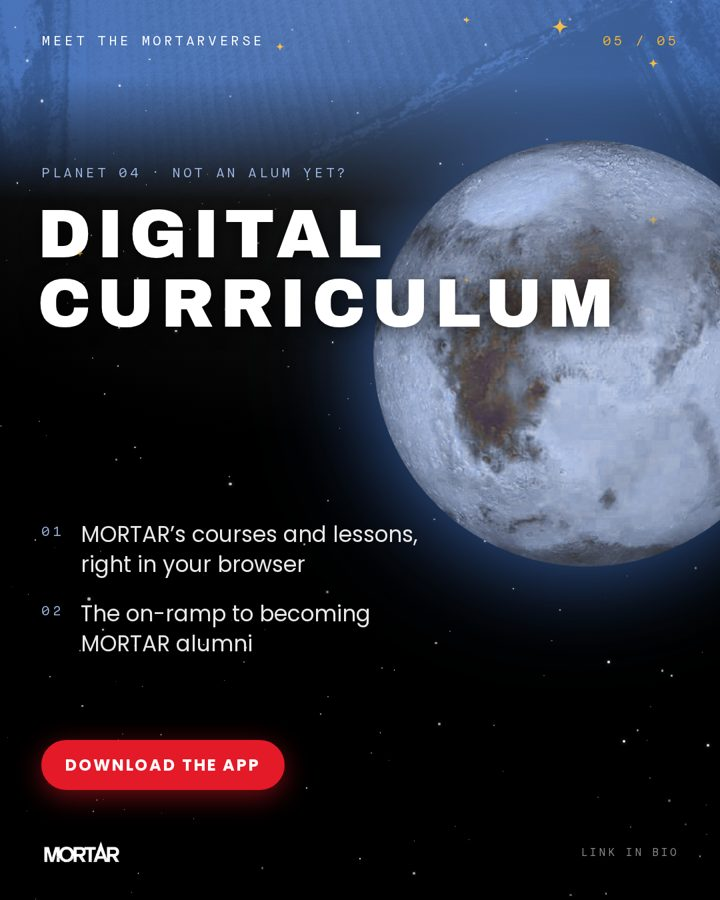 MEET THE MORTARVERSE
05 / 05
PLANET 04 · NOT AN ALUM YET?
DIGITAL
CURRICULUM
01 MORTAR’s courses and lessons,
right in your browser
02 The on-ramp to becoming
MORTAR alumni
DOWNLOAD THE APP
MORTAR
LINK IN BIO